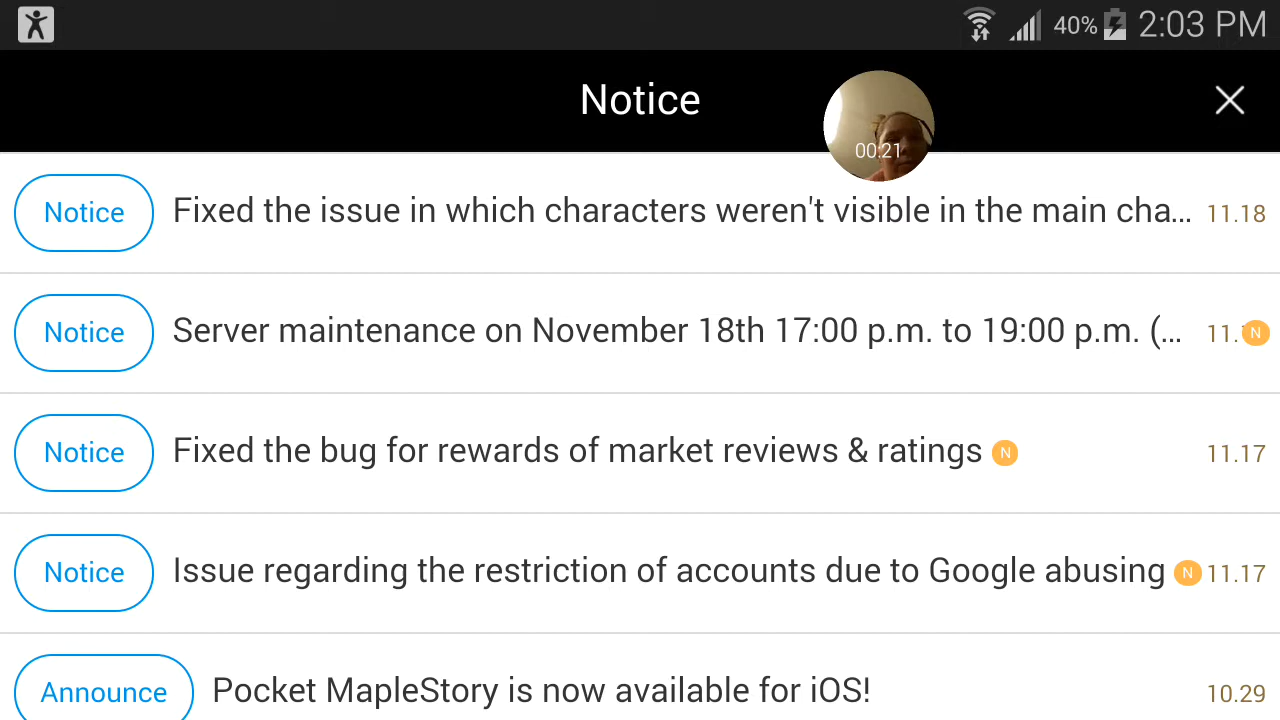 40% 2:03 PM
Notice
00:21
Notice Fixed the issue in which characters weren't visible in the main cha... 11.18
Notice Server maintenance on November 18th 17:00 p.m. to 19:00 p.m. (... 11. N
Notice Fixed the bug for rewards of market reviews & ratings N 11.17
Notice Issue regarding the restriction of accounts due to Google abusing N 11.17
Announce Pocket MapleStory is now available for iOS! 10.29